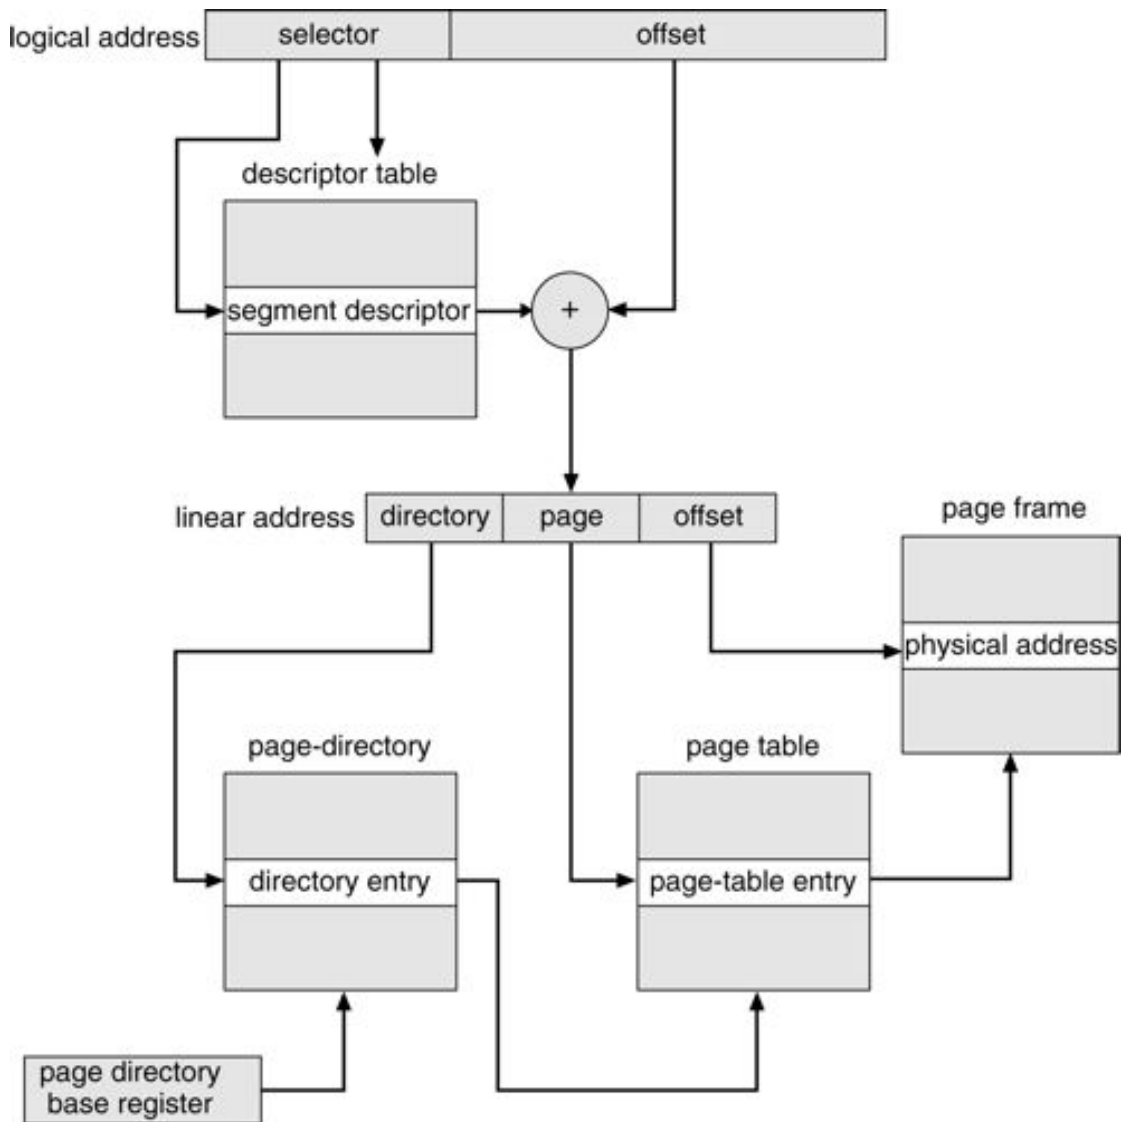 logical address selector offset
descriptor table
segment descriptor +
linear address directory page offset
page frame
physical address
page-directory page table
directory entry page-table entry
page directory
base register